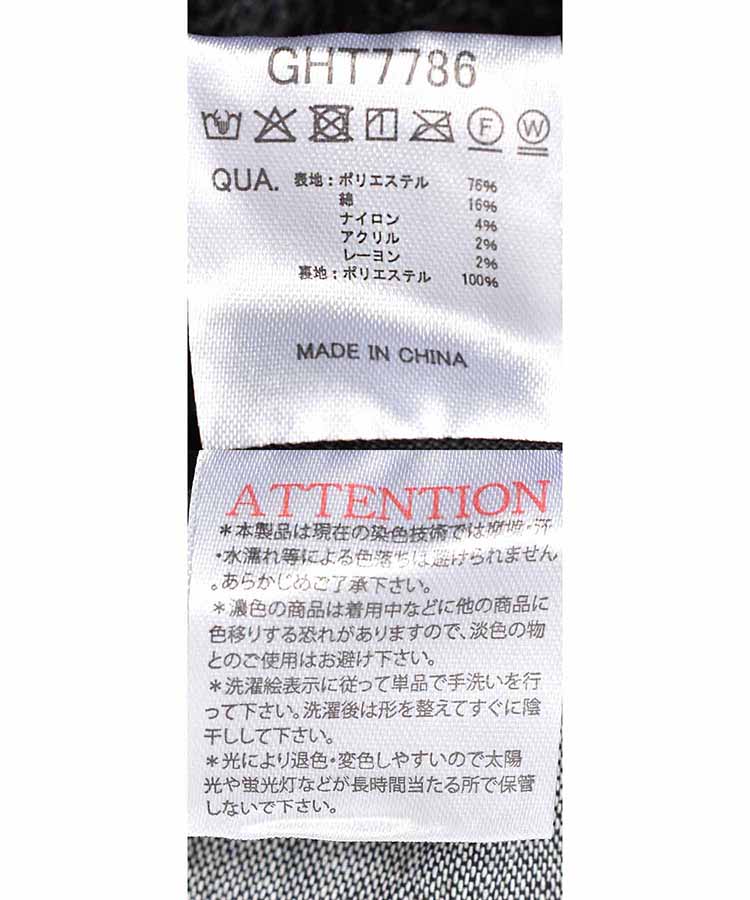 GHT7786
F W
QUA. 表地:ポリエステル 76%
綿 16%
ナイロン 4%
アクリル 2%
レーヨン 2%
裏地:ポリエステル 100%
MADE IN CHINA
ATTENTION
*本製品は現在の染色技術では摩擦・汗
・水濡れ等による色落ちは避けられません
。あらかじめご了承下さい。
*濃色の商品は着用中などに他の商品に
色移りする恐れがありますので、淡色の物
とのご使用はお避け下さい。
*洗濯絵表示に従って単品で手洗いを行
って下さい。洗濯後は形を整えてすぐに陰
干しして下さい。
*光により退色・変色しやすいので太陽
光や蛍光灯などが長時間当たる所で保管
しないで下さい。